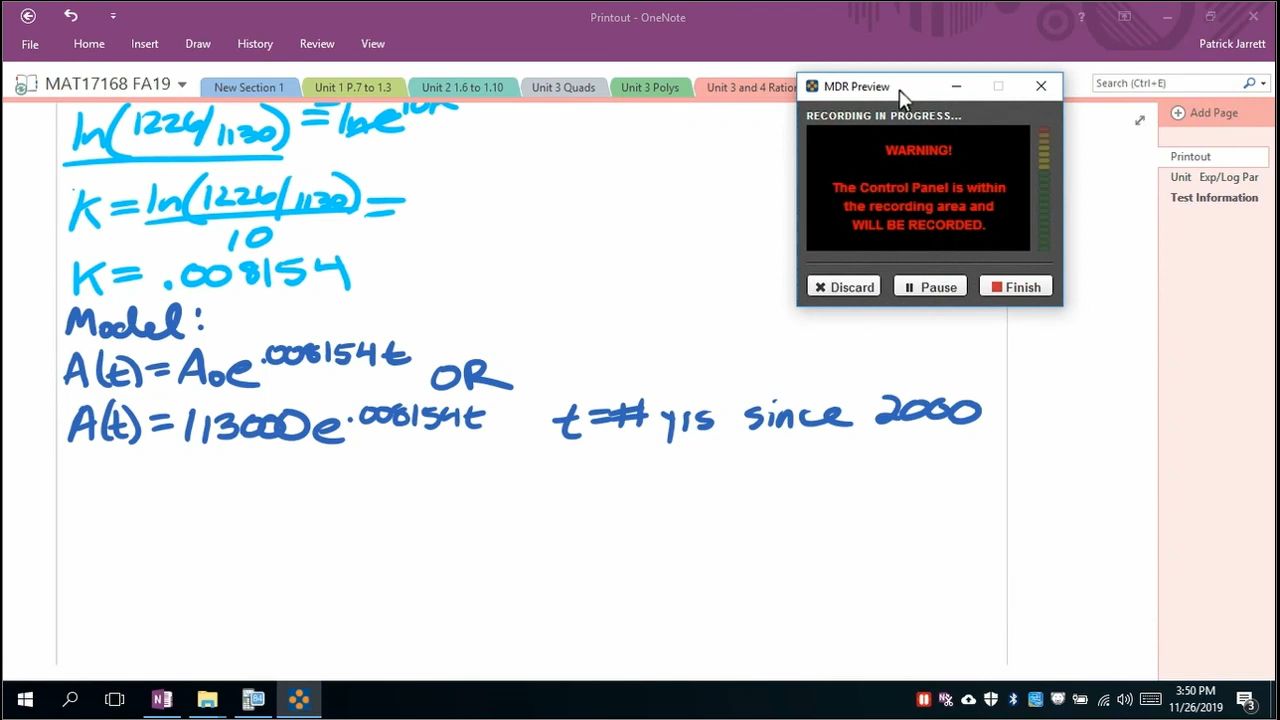 Printout - OneNote
?
File Home Insert Draw History Review View
Patrick Jarrett
MAT17168 FA19
New Section 1 Unit 1 P.7 to 1.3 Unit 2 1.6 to 1.10 Unit 3 Quads Unit 3 Polys Unit 3 and 4 Ration
Search (Ctrl+E)
Add Page
Printout
Unit Exp/Log Par
Test Information
MDR Preview
RECORDING IN PROGRESS...
WARNING!
The Control Panel is within
the recording area and
WILL BE RECORDED.
Discard Pause Finish
ln(1226/1130) = ln e^10k
K = ln(1226/1130) =
10
K = .008154
Model:
A(t) = A₀e^.008154t OR
A(t) = 113000e^.008154t t = # yrs since 2000
3:50 PM
11/26/2019
3